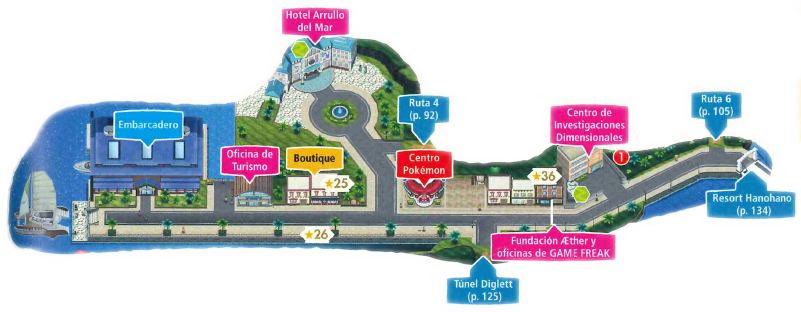 Hotel Arrullo
del Mar
Ruta 4
(p. 92)
Centro de
Investigaciones
Dimensionales
Ruta 6
(p. 105)
Embarcadero
Oficina de
Turismo
Boutique
★25
Centro
Pokémon
★36
1
Resort Hanohano
(p. 134)
★26
Fundación Æther y
oficinas de GAME FREAK
Túnel Diglett
(p. 125)